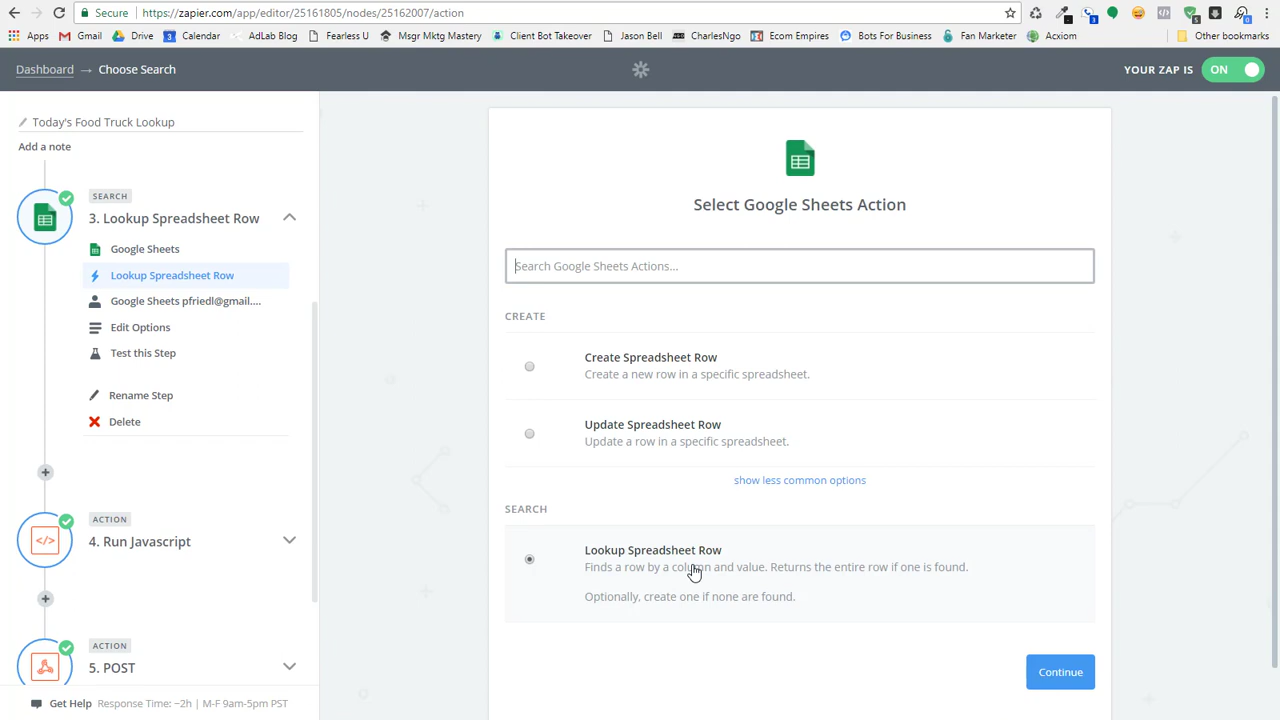 Secure
https://zapier.com/app/editor/25161805/nodes/25162007/action
Apps
Gmail
Drive
Calendar
AdLab Blog
Fearless U
Msgr Mktg Mastery
Client Bot Takeover
Jason Bell
CharlesNgo
Ecom Empires
Bots For Business
Fan Marketer
Acxiom
Other bookmarks
Dashboard → Choose Search
YOUR ZAP IS ON
Today's Food Truck Lookup
Add a note
SEARCH
3. Lookup Spreadsheet Row
Google Sheets
Lookup Spreadsheet Row
Google Sheets pfriedl@gmail....
Edit Options
Test this Step
Rename Step
Delete
ACTION
4. Run Javascript
ACTION
5. POST
Get Help Response Time: ~2h | M-F 9am-5pm PST
Select Google Sheets Action
Search Google Sheets Actions...
CREATE
Create Spreadsheet Row
Create a new row in a specific spreadsheet.
Update Spreadsheet Row
Update a row in a specific spreadsheet.
show less common options
SEARCH
Lookup Spreadsheet Row
Finds a row by a column and value. Returns the entire row if one is found.
Optionally, create one if none are found.
Continue